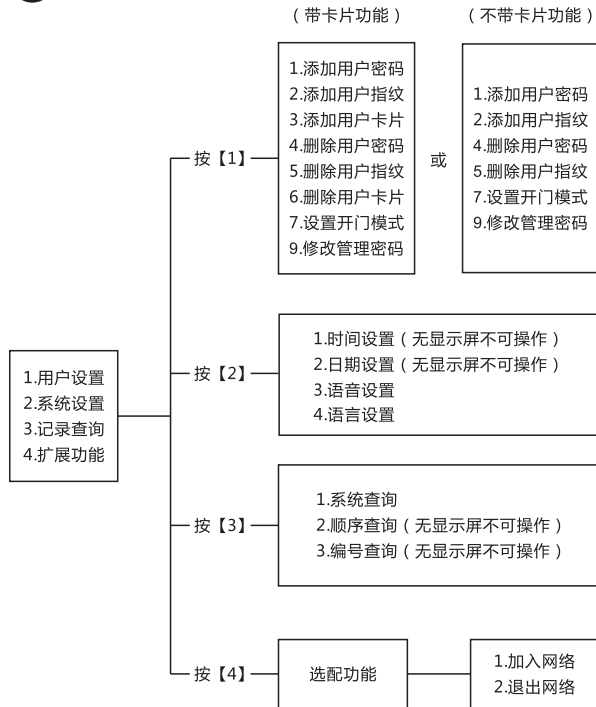 （带卡片功能）
（不带卡片功能）
1.用户设置
2.系统设置
3.记录查询
4.扩展功能
按【1】
1.添加用户密码
2.添加用户指纹
3.添加用户卡片
4.删除用户密码
5.删除用户指纹
6.删除用户卡片
7.设置开门模式
9.修改管理密码
或
1.添加用户密码
2.添加用户指纹
4.删除用户密码
5.删除用户指纹
7.设置开门模式
9.修改管理密码
按【2】
1.时间设置（无显示屏不可操作）
2.日期设置（无显示屏不可操作）
3.语音设置
4.语言设置
按【3】
1.系统查询
2.顺序查询（无显示屏不可操作）
3.编号查询（无显示屏不可操作）
按【4】
选配功能
1.加入网络
2.退出网络